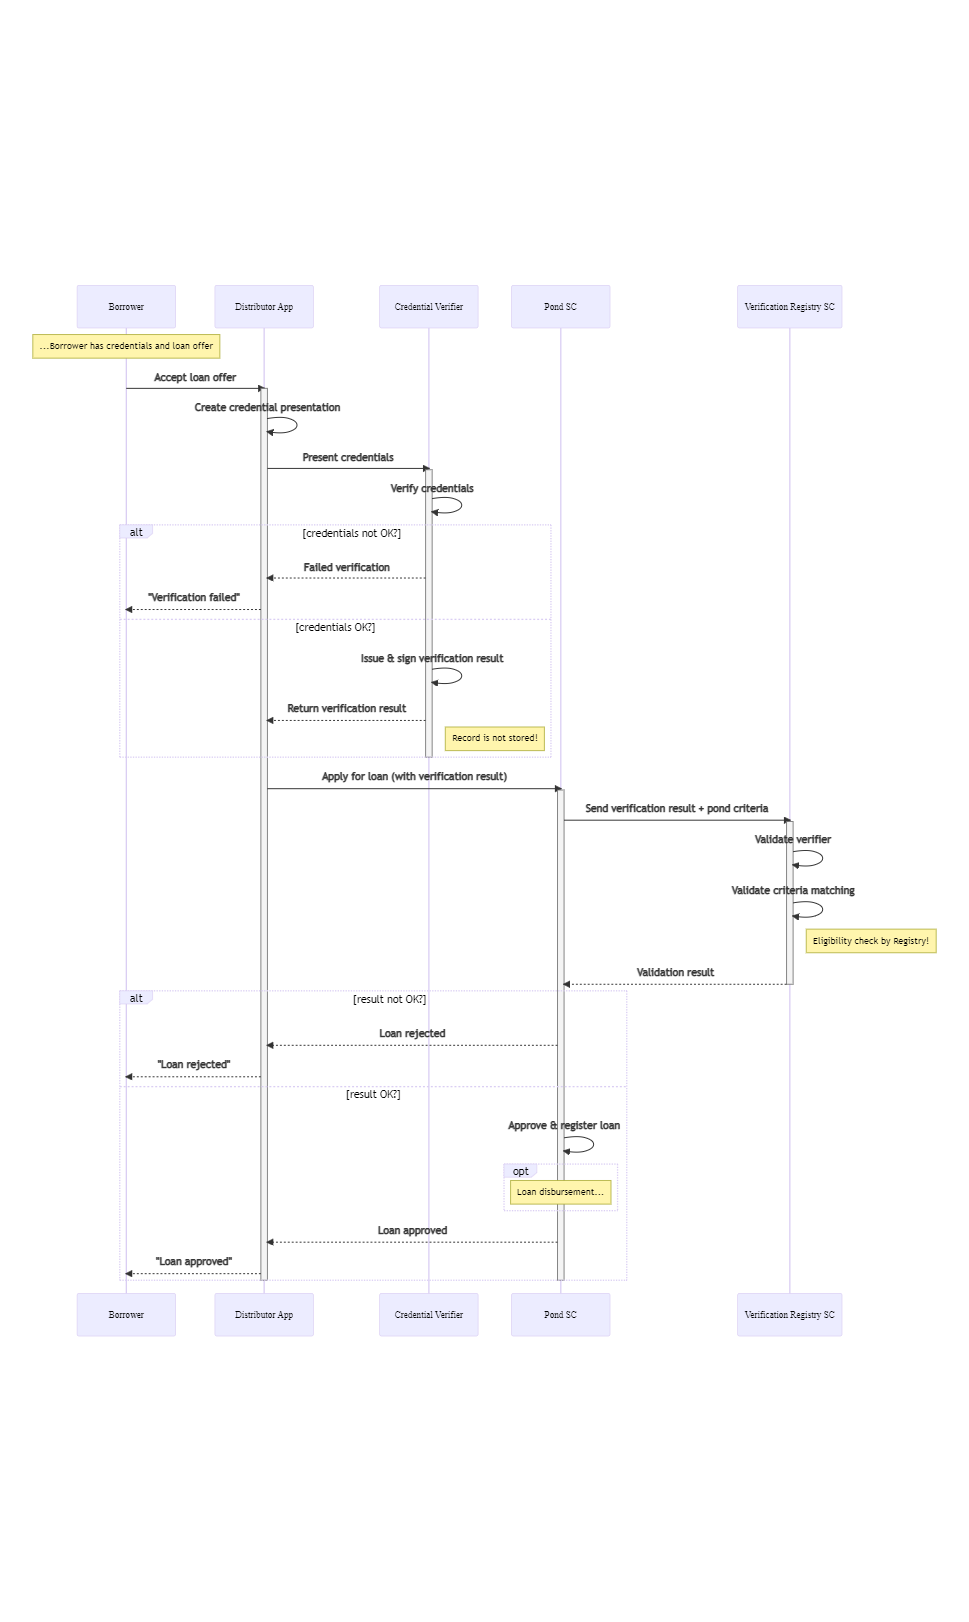 Borrower
Distributor App
Credential Verifier
Pond SC
Verification Registry SC
...Borrower has credentials and loan offer
Accept loan offer
Create credential presentation
Present credentials
Verify credentials
alt
[credentials not OK?]
Failed verification
"Verification failed"
[credentials OK?]
Issue & sign verification result
Return verification result
Record is not stored!
Apply for loan (with verification result)
Send verification result + pond criteria
Validate verifier
Validate criteria matching
Eligibility check by Registry!
Validation result
alt
[result not OK?]
Loan rejected
"Loan rejected"
[result OK?]
Approve & register loan
opt
Loan disbursement...
Loan approved
"Loan approved"
Borrower
Distributor App
Credential Verifier
Pond SC
Verification Registry SC